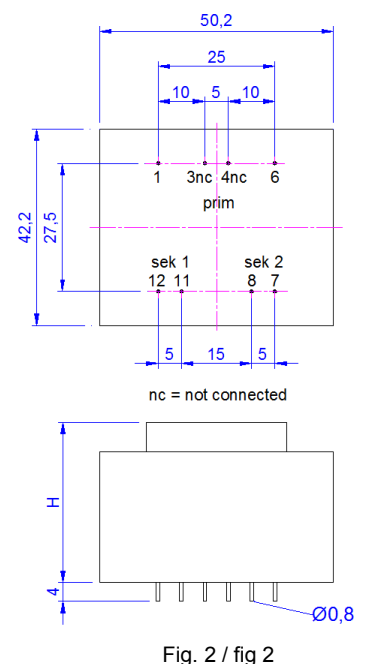 50,2
25
10 5 10
1 3nc 4nc 6
prim
42,2
27,5
sek 1 sek 2
12 11 8 7
5 15 5
nc = not connected
H
4
Ø0,8
Fig. 2 / fig 2